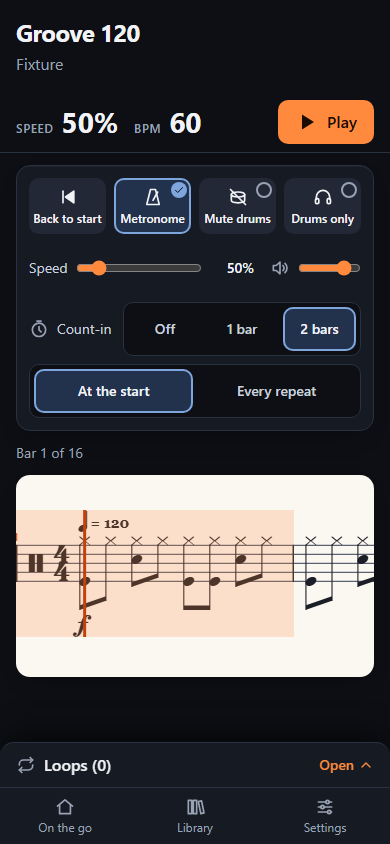 Groove 120
Fixture
SPEED 50% BPM 60
Play
Back to start
Metronome
Mute drums
Drums only
Speed 50%
Count-in Off 1 bar 2 bars
At the start Every repeat
Bar 1 of 16
= 120
4
4
f
Loops (0) Open
On the go Library Settings